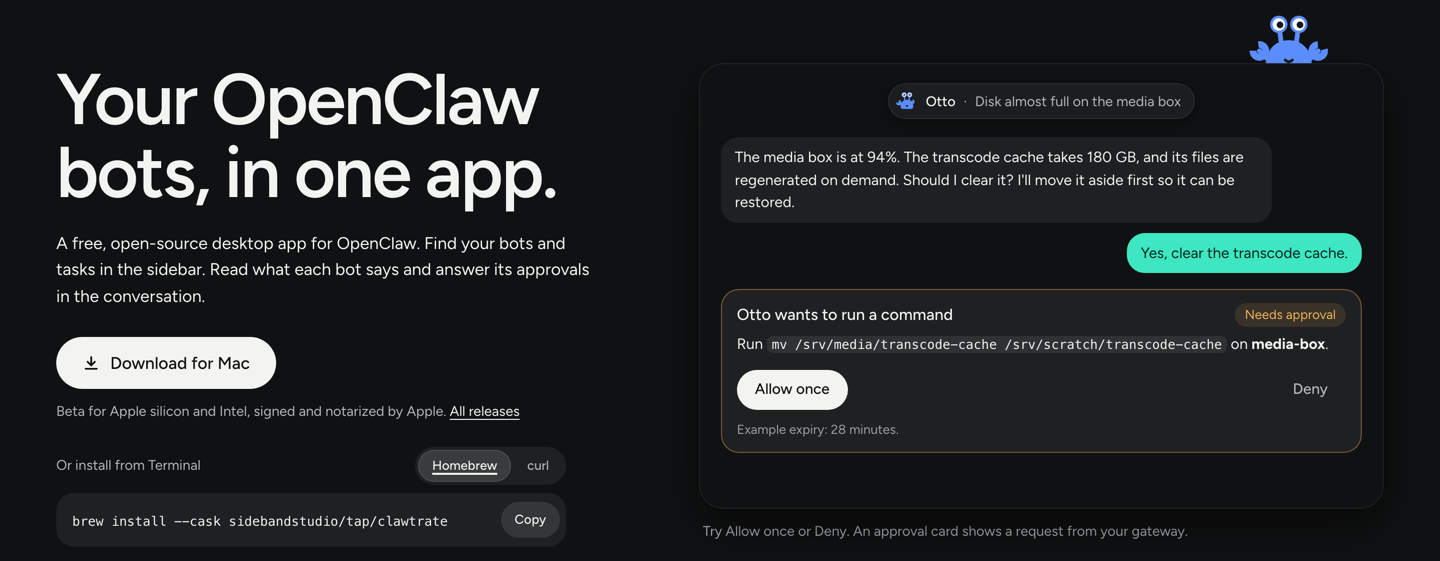 Your OpenClaw
bots, in one app.
A free, open-source desktop app for OpenClaw. Find your bots and
tasks in the sidebar. Read what each bot says and answer its approvals
in the conversation.
Download for Mac
Beta for Apple silicon and Intel, signed and notarized by Apple. All releases
Or install from Terminal
Homebrew
curl
brew install --cask sidebandstudio/tap/clawtrate
Copy
Otto · Disk almost full on the media box
The media box is at 94%. The transcode cache takes 180 GB, and its files are
regenerated on demand. Should I clear it? I'll move it aside first so it can be
restored.
Yes, clear the transcode cache.
Otto wants to run a command
Needs approval
Run mv /srv/media/transcode-cache /srv/scratch/transcode-cache on media-box.
Allow once
Deny
Example expiry: 28 minutes.
Try Allow once or Deny. An approval card shows a request from your gateway.